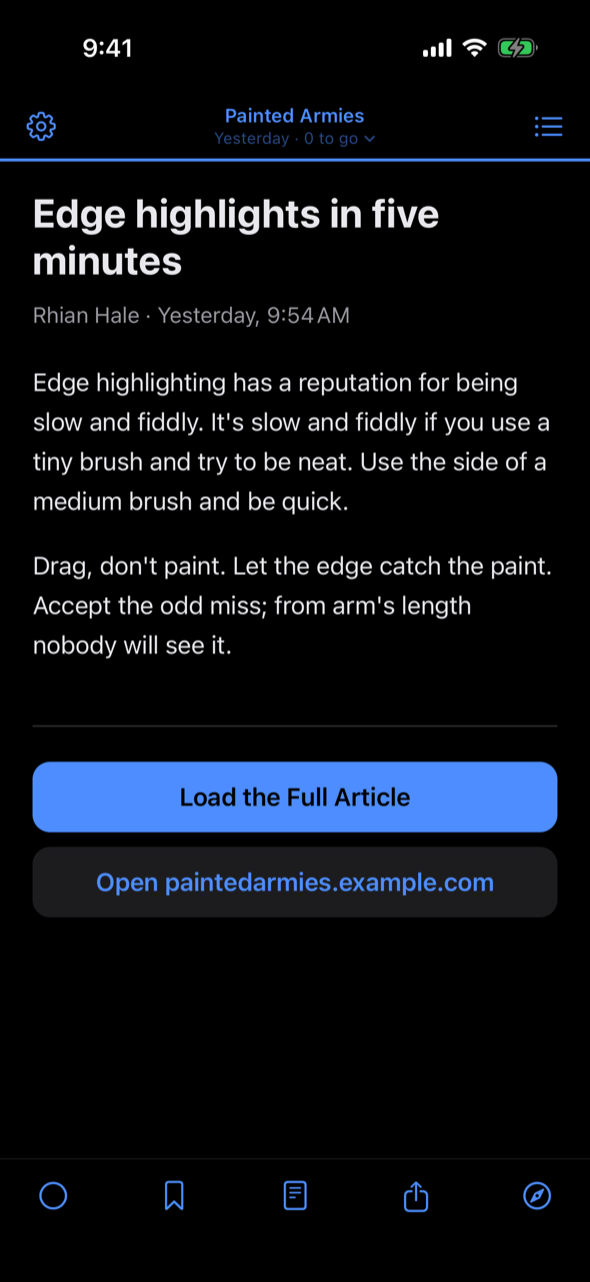 9:41
Painted Armies
Yesterday · 0 to go
Edge highlights in five
minutes
Rhian Hale · Yesterday, 9:54 AM
Edge highlighting has a reputation for being
slow and fiddly. It's slow and fiddly if you use a
tiny brush and try to be neat. Use the side of a
medium brush and be quick.
Drag, don't paint. Let the edge catch the paint.
Accept the odd miss; from arm's length
nobody will see it.
Load the Full Article
Open paintedarmies.example.com